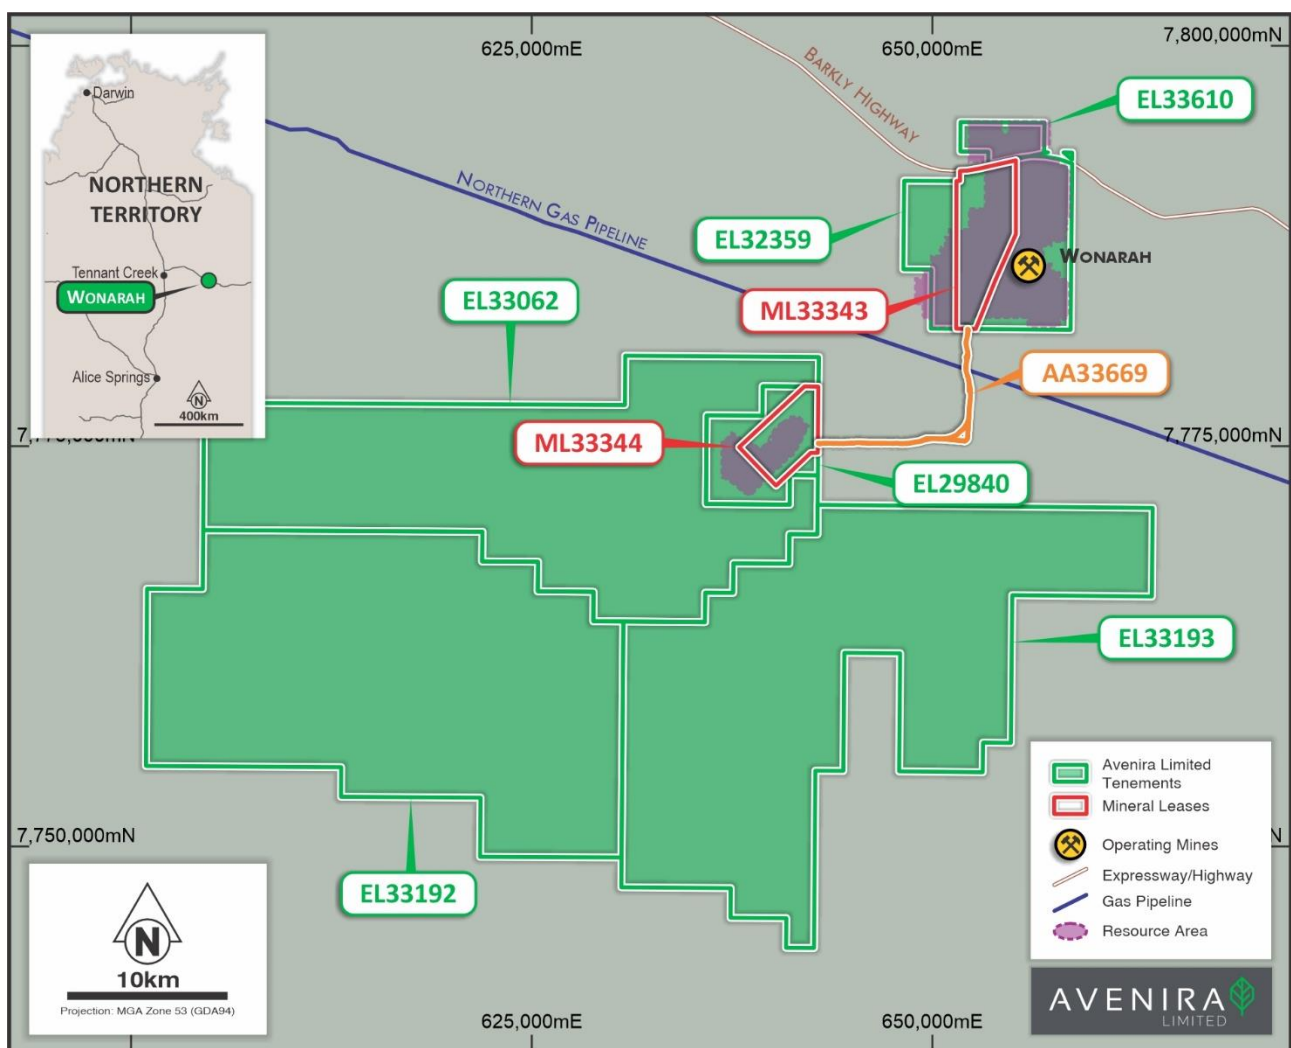 625,000mE
650,000mE
7,800,000mN
BARKLY HIGHWAY
EL33610
Darwin
NORTHERN
TERRITORY
NORTHERN GAS PIPELINE
EL32359
WONARAH
Tennant Creek
WONARAH
EL33062
ML33343
Alice Springs
N
400km
AA33669
ML33344
7,775,000mN
EL29840
EL33193
7,750,000mN
EL33192
Avenira Limited
Tenements
Mineral Leases
Operating Mines
Expressway/Highway
Gas Pipeline
Resource Area
N
10km
Projection: MGA Zone 53 (GDA94)
625,000mE
650,000mE
AVENIRA
LIMITED